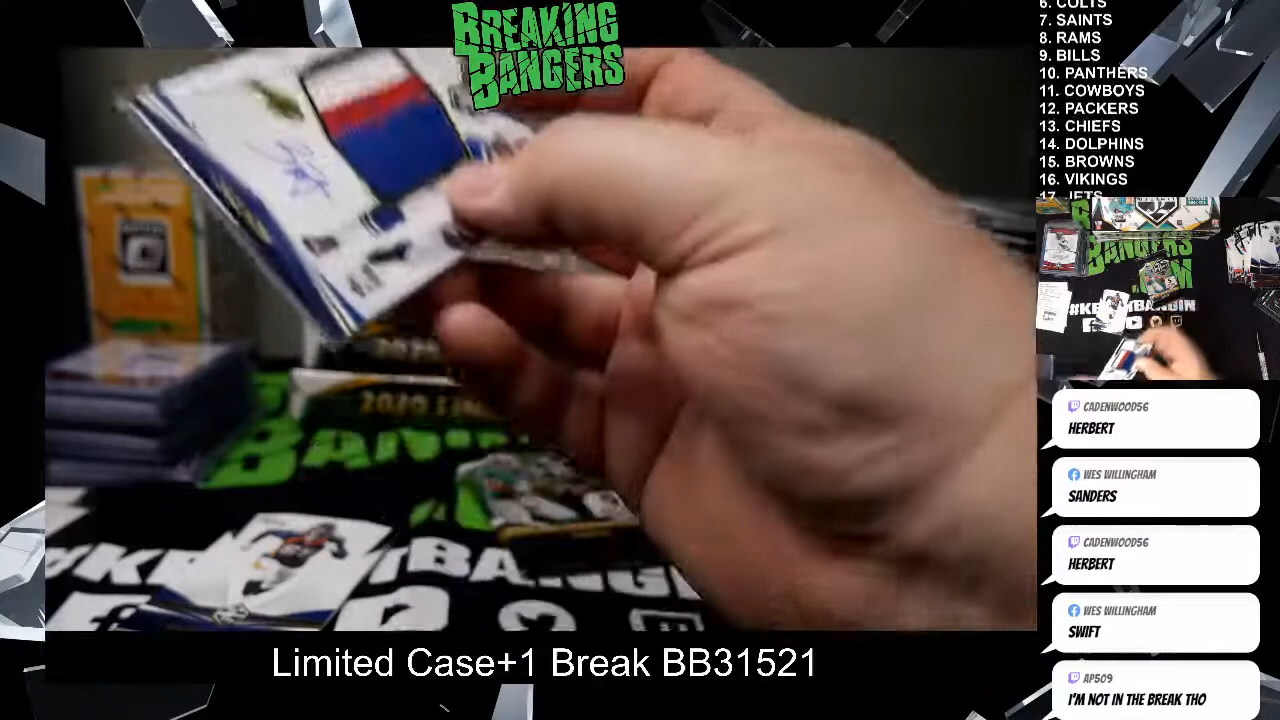 BREAKING
BANGERS
6. COLTS
7. SAINTS
8. RAMS
9. BILLS
10. PANTHERS
11. COWBOYS
12. PACKERS
13. CHIEFS
14. DOLPHINS
15. BROWNS
16. VIKINGS
17. JETS
CADENWOOD56
HERBERT
WES WILLINGHAM
SANDERS
CADENWOOD56
HERBERT
WES WILLINGHAM
SWIFT
AP509
I'M NOT IN THE BREAK THO
Limited Case+1 Break BB31521